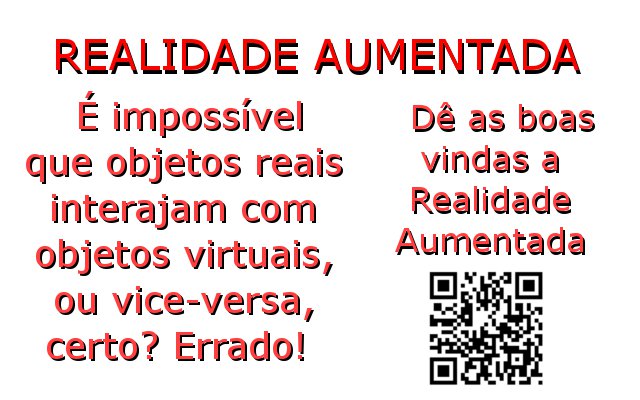 REALIDADE AUMENTADA
É impossível
que objetos reais
interajam com
objetos virtuais,
ou vice-versa,
certo? Errado!
Dê as boas
vindas a
Realidade
Aumentada